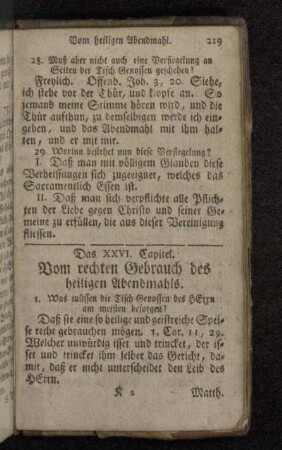 Vom heiligen Abendmahl. 219
28. Muß aber nicht auch eine Versiegelung an
Seiten der Tisch Genossen geschehen?
Freylich. Offenb. Joh. 3, 20. Siehe,
ich stehe vor der Thür, und klopfe an. So
jemand meine Stimme hören wird, und die
Thür aufthun, zu demselbigen werde ich ein-
gehen, und das Abendmahl mit ihm hal-
ten, und er mit mir.
29. Worinn bestehet nun diese Versiegelung?
I. Daß man mit völligem Glauben diese
Verheissungen sich zugeeignet, welches das
Sacramentlich Essen ist.
II. Daß man sich verpflichte alle Pflich-
ten der Liebe gegen Christo und seiner Ge-
meine zu erfüllen, die aus dieser Vereinigung
fliessen.
Das XXVI. Capitel.
Vom rechten Gebrauch des
heiligen Abendmahls.
1. Was müssen die Tisch Genossen des HErrn
am meisten besorgen?
Daß sie eine so heilige und geistreiche Spei-
se recht gebrauchen mögen. 1. Cor. 11, 29.
Welcher unwürdig isset und trincket, der is-
set und trincket ihm selber das Gericht, da-
mit, daß er nicht unterscheidet den Leib des
HErrn.
K 2 Matth.